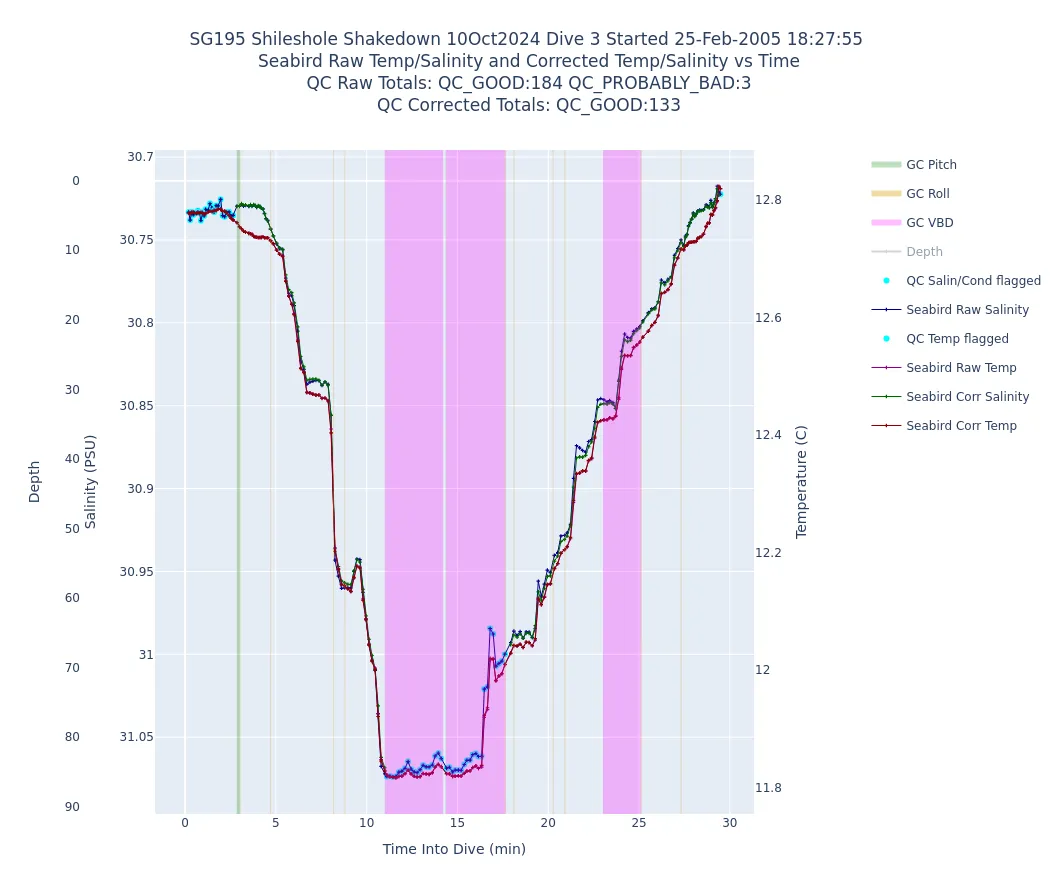 SG195 Shileshole Shakedown 10Oct2024 Dive 3 Started 25-Feb-2005 18:27:55
Seabird Raw Temp/Salinity and Corrected Temp/Salinity vs Time
QC Raw Totals: QC_GOOD:184 QC_PROBABLY_BAD:3
QC Corrected Totals: QC_GOOD:133
Depth
0
10
20
30
40
50
60
70
80
90
Salinity (PSU)
30.7
30.75
30.8
30.85
30.9
30.95
31
31.05
0
5
10
15
20
25
30
Time Into Dive (min)
12.8
12.6
12.4
12.2
12
11.8
Temperature (C)
GC Pitch
GC Roll
GC VBD
Depth
QC Salin/Cond flagged
Seabird Raw Salinity
QC Temp flagged
Seabird Raw Temp
Seabird Corr Salinity
Seabird Corr Temp